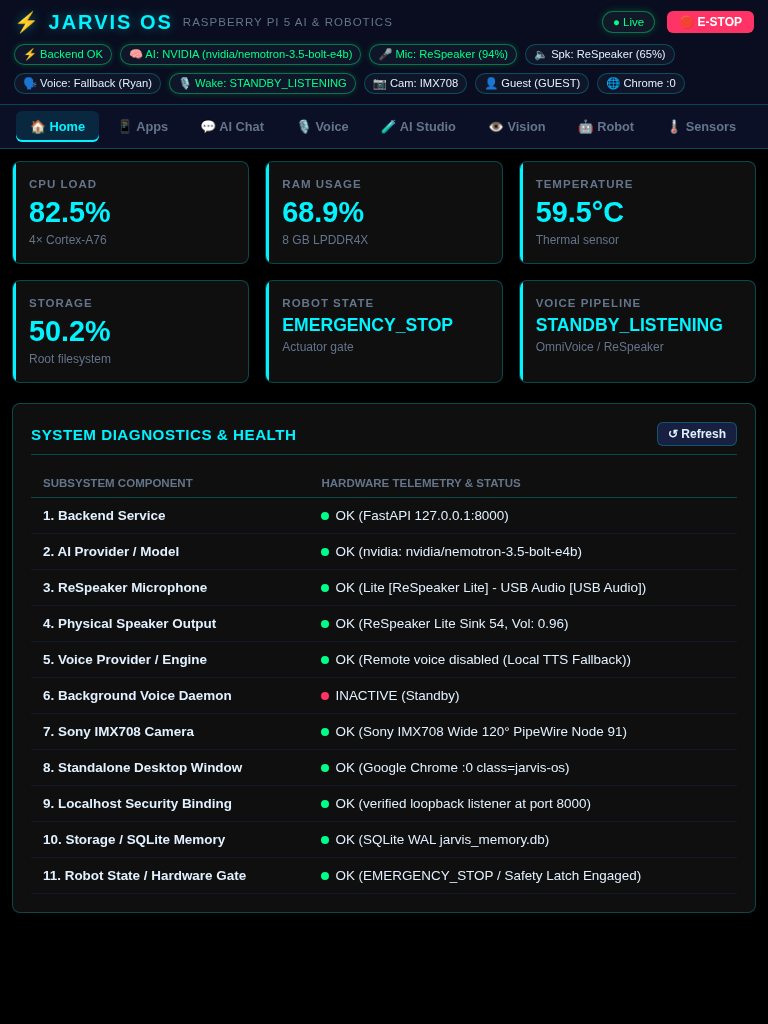 ⚡ JARVIS OS RASPBERRY PI 5 AI & ROBOTICS ● Live 🛑 E-STOP
⚡ Backend OK 🧠 AI: NVIDIA (nvidia/nemotron-3.5-bolt-e4b) 🎤 Mic: ReSpeaker (94%) 🔈 Spk: ReSpeaker (65%)
🗣️ Voice: Fallback (Ryan) 🎙️ Wake: STANDBY_LISTENING 📷 Cam: IMX708 👤 Guest (GUEST) 🌐 Chrome :0
🏠 Home 📱 Apps 💬 AI Chat 🎙️ Voice 🧪 AI Studio 👁️ Vision 🤖 Robot 🌡️ Sensors
CPU LOAD
82.5%
4× Cortex-A76
RAM USAGE
68.9%
8 GB LPDDR4X
TEMPERATURE
59.5°C
Thermal sensor
STORAGE
50.2%
Root filesystem
ROBOT STATE
EMERGENCY_STOP
Actuator gate
VOICE PIPELINE
STANDBY_LISTENING
OmniVoice / ReSpeaker
SYSTEM DIAGNOSTICS & HEALTH ↺ Refresh
SUBSYSTEM COMPONENT HARDWARE TELEMETRY & STATUS
1. Backend Service OK (FastAPI 127.0.0.1:8000)
2. AI Provider / Model OK (nvidia: nvidia/nemotron-3.5-bolt-e4b)
3. ReSpeaker Microphone OK (Lite [ReSpeaker Lite] - USB Audio [USB Audio])
4. Physical Speaker Output OK (ReSpeaker Lite Sink 54, Vol: 0.96)
5. Voice Provider / Engine OK (Remote voice disabled (Local TTS Fallback))
6. Background Voice Daemon INACTIVE (Standby)
7. Sony IMX708 Camera OK (Sony IMX708 Wide 120° PipeWire Node 91)
8. Standalone Desktop Window OK (Google Chrome :0 class=jarvis-os)
9. Localhost Security Binding OK (verified loopback listener at port 8000)
10. Storage / SQLite Memory OK (SQLite WAL jarvis_memory.db)
11. Robot State / Hardware Gate OK (EMERGENCY_STOP / Safety Latch Engaged)